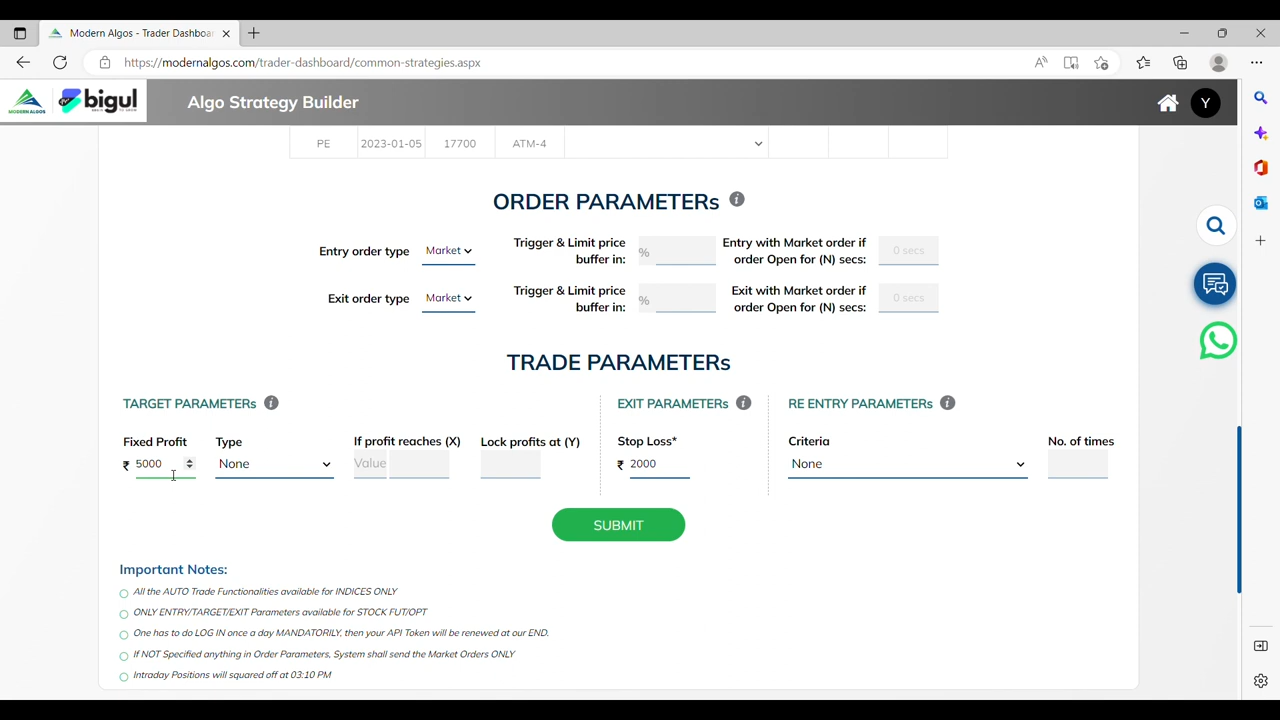 Modern Algos - Trader Dashboa
https://modernalgos.com/trader-dashboard/common-strategies.aspx
MODERN ALGOS
bigul
Algo Strategy Builder
Y
PE 2023-01-05 17700 ATM-4
ORDER PARAMETERs
Entry order type Market Trigger & Limit price buffer in: % Entry with Market order if order Open for (N) secs: 0 secs
Exit order type Market Trigger & Limit price buffer in: % Exit with Market order if order Open for (N) secs: 0 secs
TRADE PARAMETERs
TARGET PARAMETERs EXIT PARAMETERs RE ENTRY PARAMETERs
Fixed Profit Type If profit reaches (X) Lock profits at (Y) Stop Loss* Criteria No. of times
₹ 5000 None Value ₹ 2000 None
SUBMIT
Important Notes:
All the AUTO Trade Functionalities available for INDICES ONLY
ONLY ENTRY/TARGET/EXIT Parameters available for STOCK FUT/OPT
One has to do LOG IN once a day MANDATORILY, then your API Token will be renewed at our END.
If NOT Specified anything in Order Parameters, System shall send the Market Orders ONLY
Intraday Positions will squared off at 03:10 PM